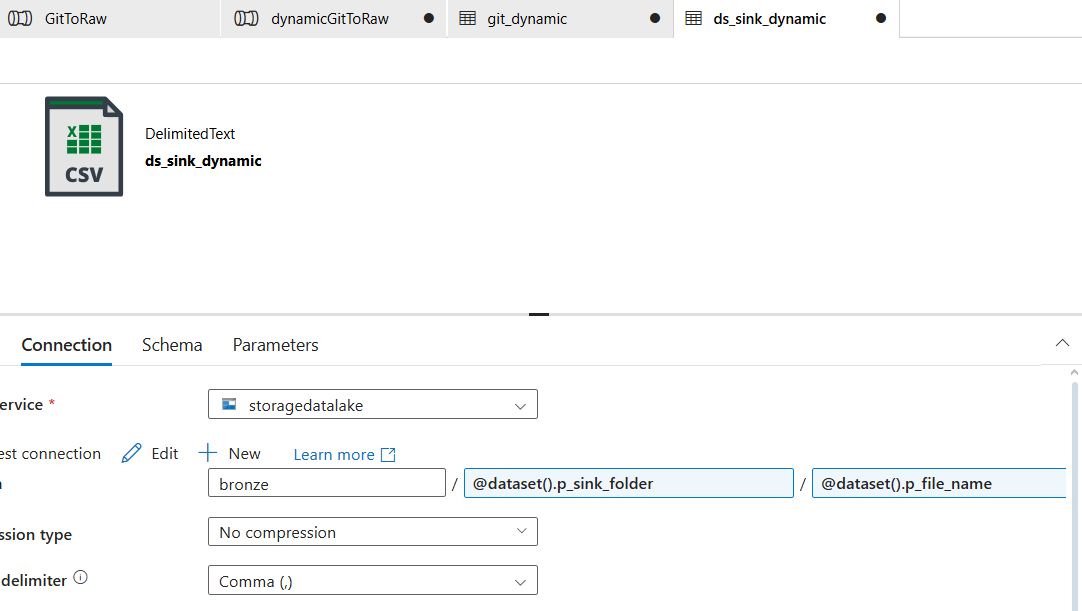 GitToRaw
dynamicGitToRaw
git_dynamic
ds_sink_dynamic
X
CSV
DelimitedText
ds_sink_dynamic
Connection
Schema
Parameters
ervice *
storagedatalake
est connection
Edit
New
Learn more
bronze
/
@dataset().p_sink_folder
/
@dataset().p_file_name
ssion type
No compression
delimiter
Comma (,)